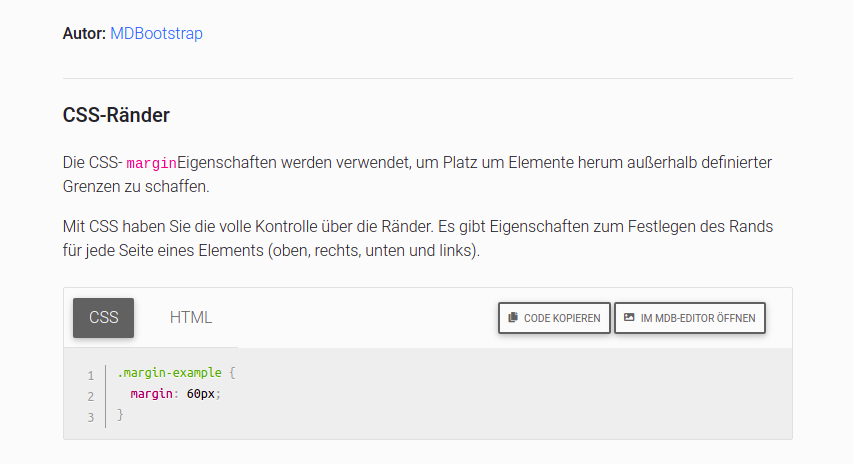 Autor: MDBootstrap
CSS-Ränder
Die CSS- marginEigenschaften werden verwendet, um Platz um Elemente herum außerhalb definierter
Grenzen zu schaffen.
Mit CSS haben Sie die volle Kontrolle über die Ränder. Es gibt Eigenschaften zum Festlegen des Rands
für jede Seite eines Elements (oben, rechts, unten und links).
CSS HTML CODE KOPIEREN IM MDB-EDITOR ÖFFNEN
1 .margin-example {
2 margin: 60px;
3 }